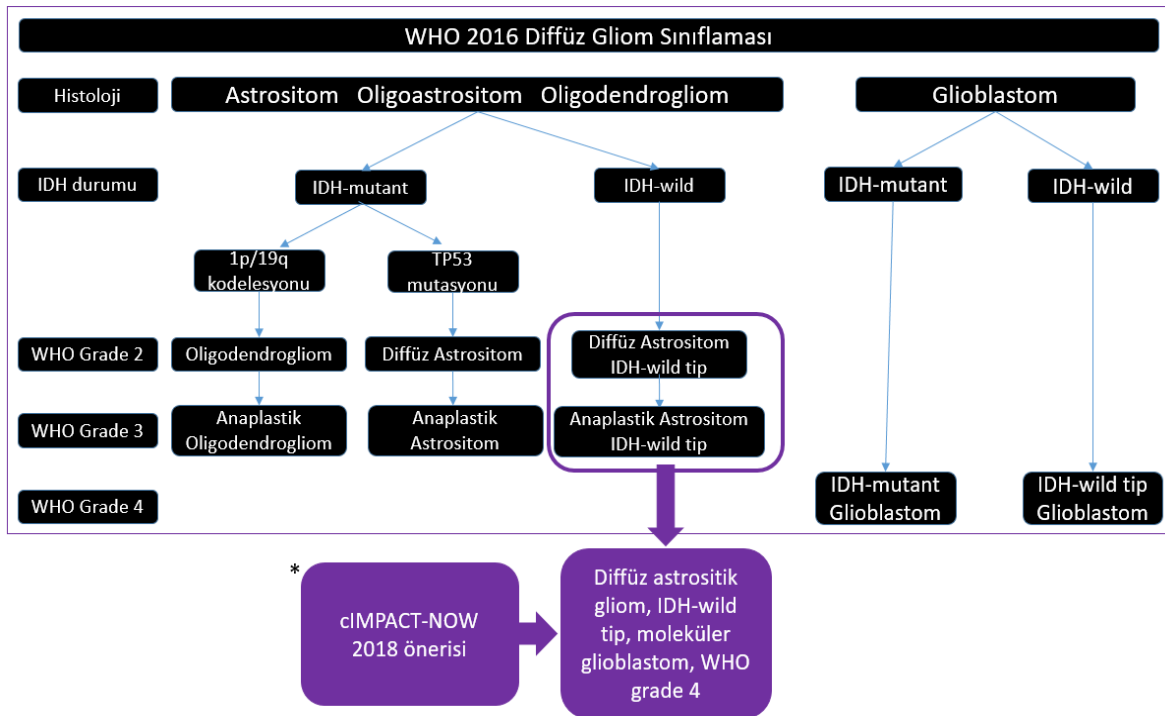 WHO 2016 Diffüz Gliom Sınıflaması
Histoloji
Astrositom Oligoastrositom Oligodendrogliom
Glioblastom
IDH durumu
IDH-mutant
IDH-wild
IDH-mutant
IDH-wild
1p/19q
kodelesyonu
TP53
mutasyonu
WHO Grade 2
Oligodendrogliom
Diffüz Astrositom
Diffüz Astrositom
IDH-wild tip
WHO Grade 3
Anaplastik
Oligodendrogliom
Anaplastik
Astrositom
Anaplastik Astrositom
IDH-wild tip
WHO Grade 4
IDH-mutant
Glioblastom
IDH-wild tip
Glioblastom
*
cIMPACT-NOW
2018 önerisi
Diffüz astrositik
gliom, IDH-wild
tip, moleküler
glioblastom, WHO
grade 4